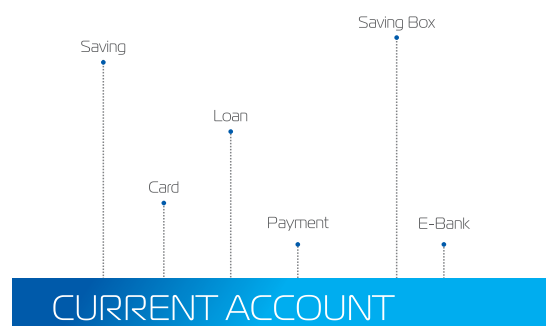 Saving Box
Saving
Loan
Card
Payment
E-Bank
CURRENT ACCOUNT